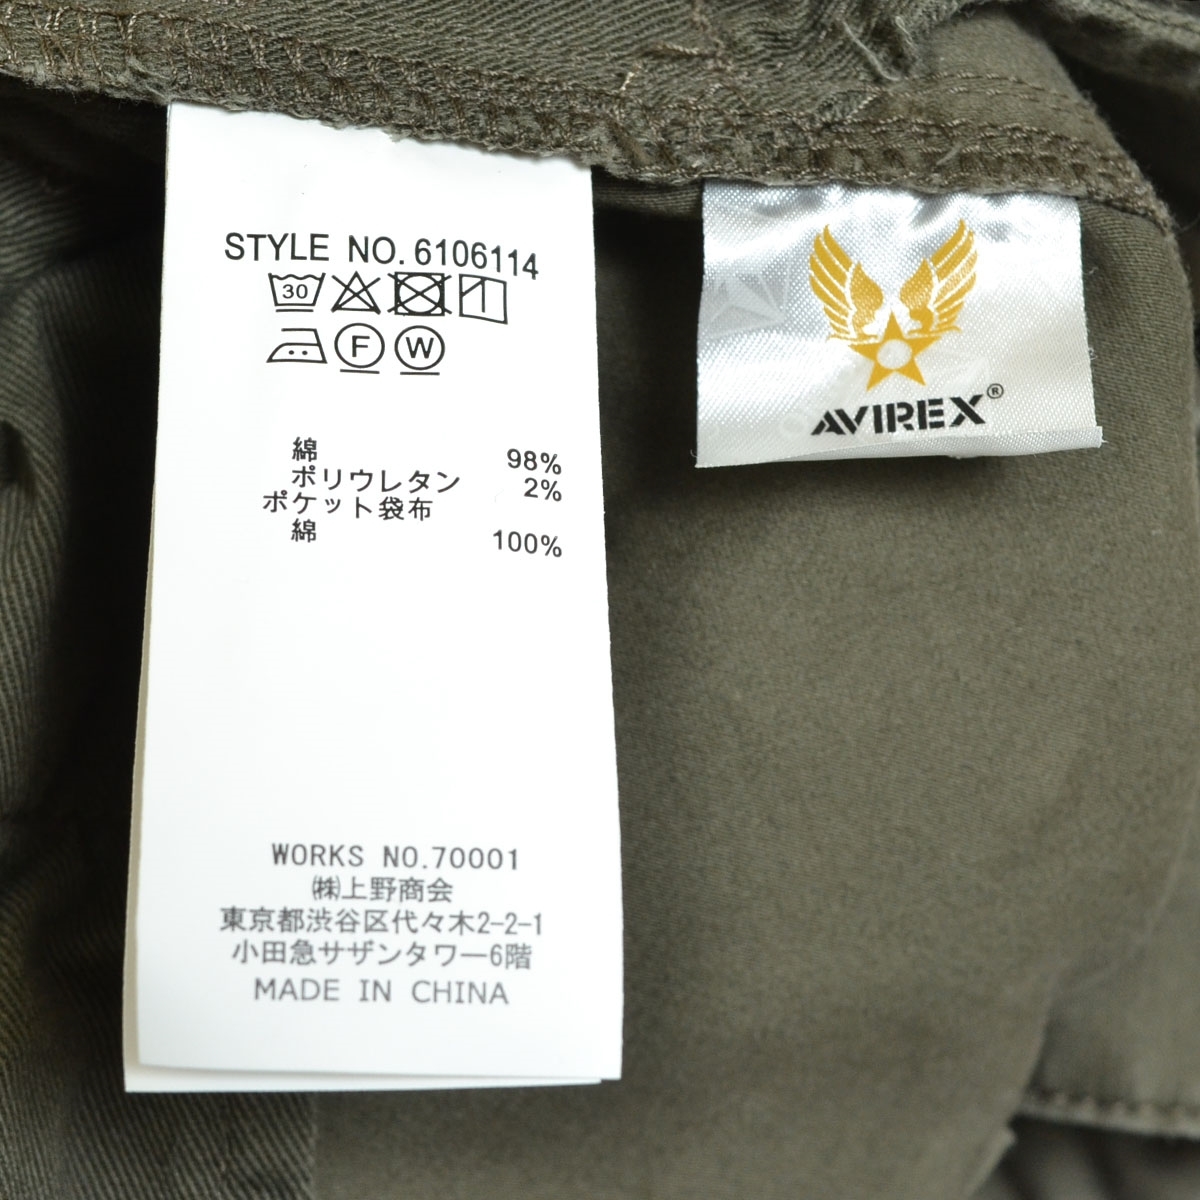 STYLE NO.6106114
30
F W
綿 98%
ポリウレタン 2%
ポケット袋布
綿 100%
WORKS NO.70001
㈱上野商会
東京都渋谷区代々木2-2-1
小田急サザンタワー6階
MADE IN CHINA
AVIREX®